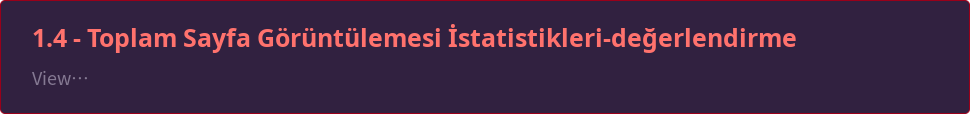 1.4 - Toplam Sayfa Görüntülemesi İstatistikleri-değerlendirme
View⋯